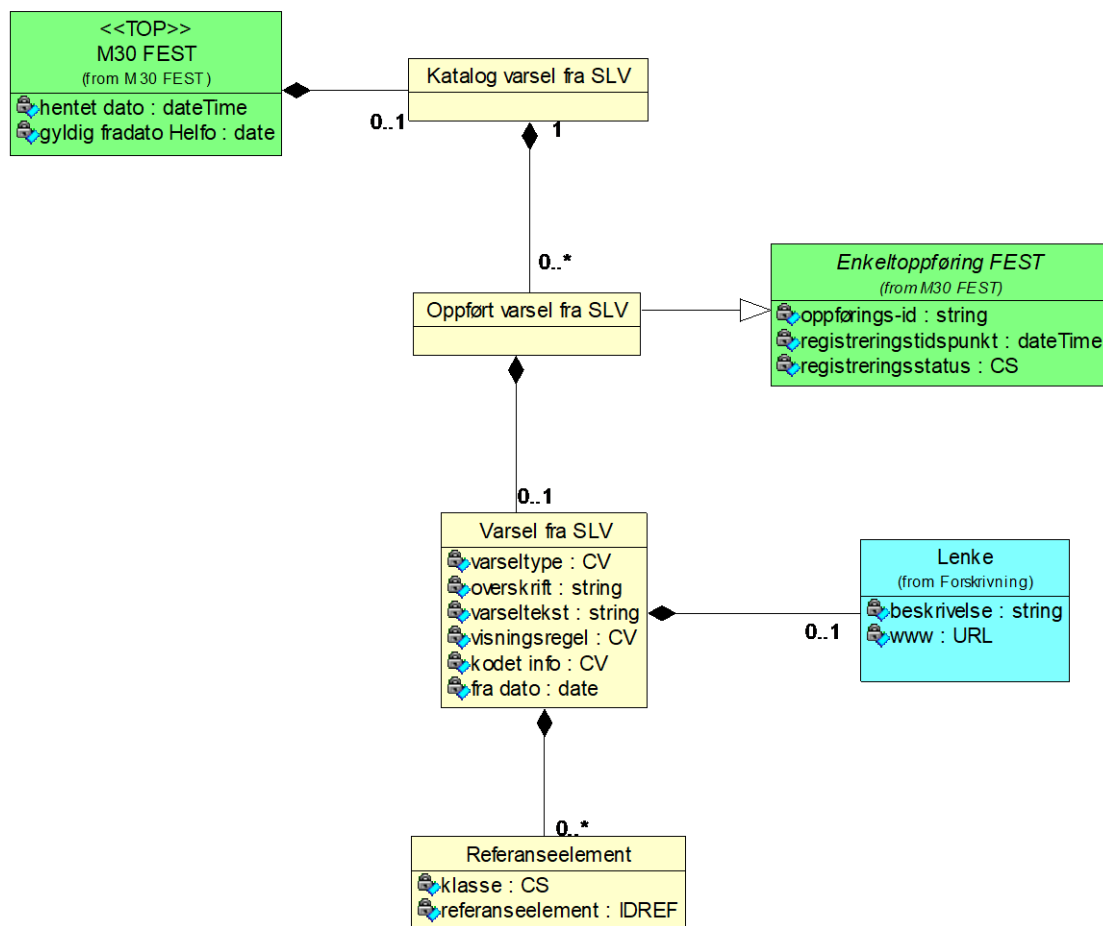 <<TOP>>
M30 FEST
(from M30 FEST)
hentet dato : dateTime
gyldig fradato Helfo : date
Katalog varsel fra SLV
0..1
1
0..*
Oppført varsel fra SLV
Enkeltoppføring FEST
(from M30 FEST)
oppførings-id : string
registreringstidspunkt : dateTime
registreringsstatus : CS
0..1
Varsel fra SLV
varseltype : CV
overskrift : string
varseltekst : string
visningsregel : CV
kodet info : CV
fra dato : date
Lenke
(from Forskrivning)
beskrivelse : string
www : URL
0..1
0..*
Referanseelement
klasse : CS
referanseelement : IDREF